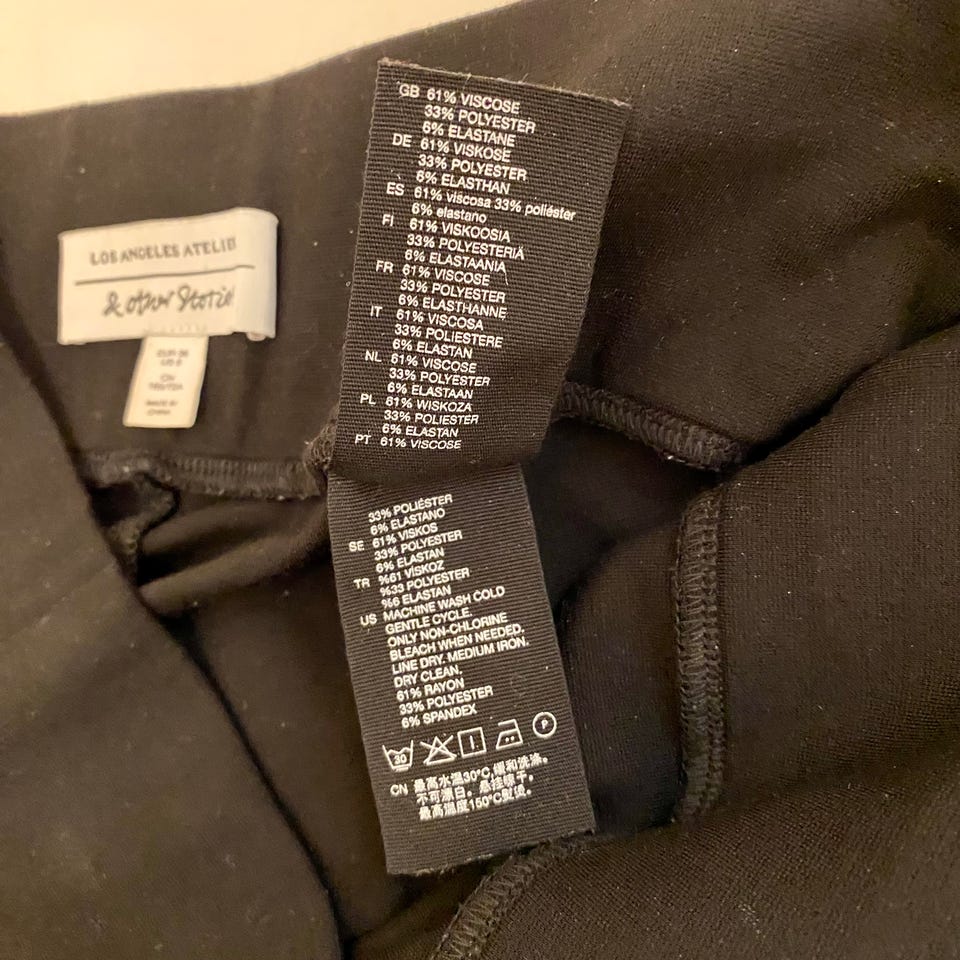 LOS ANGELES ATELIER
& other Stories
MADE IN
CHINA
GB 61% VISCOSE
33% POLYESTER
6% ELASTANE
DE 61% VISKOSE
33% POLYESTER
6% ELASTHAN
ES 61% viscosa 33% poliéster
6% elastano
FI 61% VISKOOSIA
33% POLYESTERIÄ
6% ELASTAANIA
FR 61% VISCOSE
33% POLYESTER
6% ELASTHANNE
IT 61% VISCOSA
33% POLIESTERE
6% ELASTAN
NL 61% VISCOSE
33% POLYESTER
6% ELASTAAN
PL 61% WISKOZA
33% POLIESTER
6% ELASTAN
PT 61% VISCOSE
33% POLIÉSTER
6% ELASTANO
SE 61% VISKOS
33% POLYESTER
6% ELASTAN
TR %61 VİSKOZ
%33 POLYESTER
%6 ELASTAN
US MACHINE WASH COLD
GENTLE CYCLE.
ONLY NON-CHLORINE
BLEACH WHEN NEEDED.
LINE DRY. MEDIUM IRON.
DRY CLEAN.
61% RAYON
33% POLYESTER
6% SPANDEX
30 P
CN 最高水温30°C,缓和洗涤。
不可漂白。悬挂晾干。
最高温度150°C熨烫。